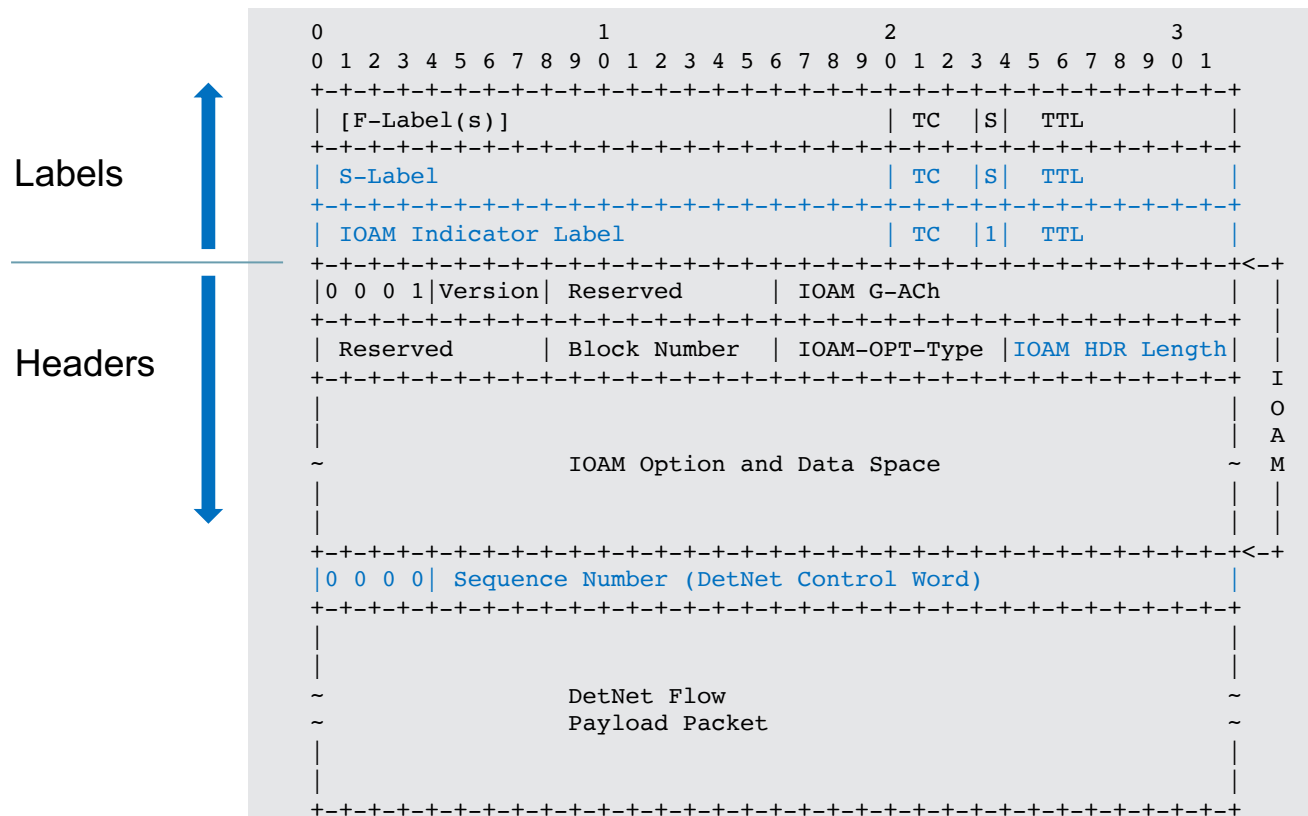 0                   1                   2                   3
0 1 2 3 4 5 6 7 8 9 0 1 2 3 4 5 6 7 8 9 0 1 2 3 4 5 6 7 8 9 0 1
+-+-+-+-+-+-+-+-+-+-+-+-+-+-+-+-+-+-+-+-+-+-+-+-+-+-+-+-+-+-+-+-+
| [F-Label(s)]                          | TC  |S|  TTL          |
+-+-+-+-+-+-+-+-+-+-+-+-+-+-+-+-+-+-+-+-+-+-+-+-+-+-+-+-+-+-+-+-+
Labels
| S-Label                               | TC  |S|  TTL          |
+-+-+-+-+-+-+-+-+-+-+-+-+-+-+-+-+-+-+-+-+-+-+-+-+-+-+-+-+-+-+-+-+
| IOAM Indicator Label                  | TC  |1|  TTL          |
+-+-+-+-+-+-+-+-+-+-+-+-+-+-+-+-+-+-+-+-+-+-+-+-+-+-+-+-+-+-+-+-+<-+
|0 0 0 1|Version| Reserved      | IOAM G-ACh                    |  |
+-+-+-+-+-+-+-+-+-+-+-+-+-+-+-+-+-+-+-+-+-+-+-+-+-+-+-+-+-+-+-+-+  |
Headers
| Reserved      | Block Number  | IOAM-OPT-Type |IOAM HDR Length|  |
+-+-+-+-+-+-+-+-+-+-+-+-+-+-+-+-+-+-+-+-+-+-+-+-+-+-+-+-+-+-+-+-+  I
|                                                               |  O
|                                                               |  A
~                 IOAM Option and Data Space                    ~  M
|                                                               |  |
|                                                               |  |
+-+-+-+-+-+-+-+-+-+-+-+-+-+-+-+-+-+-+-+-+-+-+-+-+-+-+-+-+-+-+-+-+<-+
|0 0 0 0| Sequence Number (DetNet Control Word)                 |
+-+-+-+-+-+-+-+-+-+-+-+-+-+-+-+-+-+-+-+-+-+-+-+-+-+-+-+-+-+-+-+-+
|                                                               |
|                                                               |
~                 DetNet Flow                                   ~
~                 Payload Packet                                ~
|                                                               |
|                                                               |
+-+-+-+-+-+-+-+-+-+-+-+-+-+-+-+-+-+-+-+-+-+-+-+-+-+-+-+-+-+-+-+-+